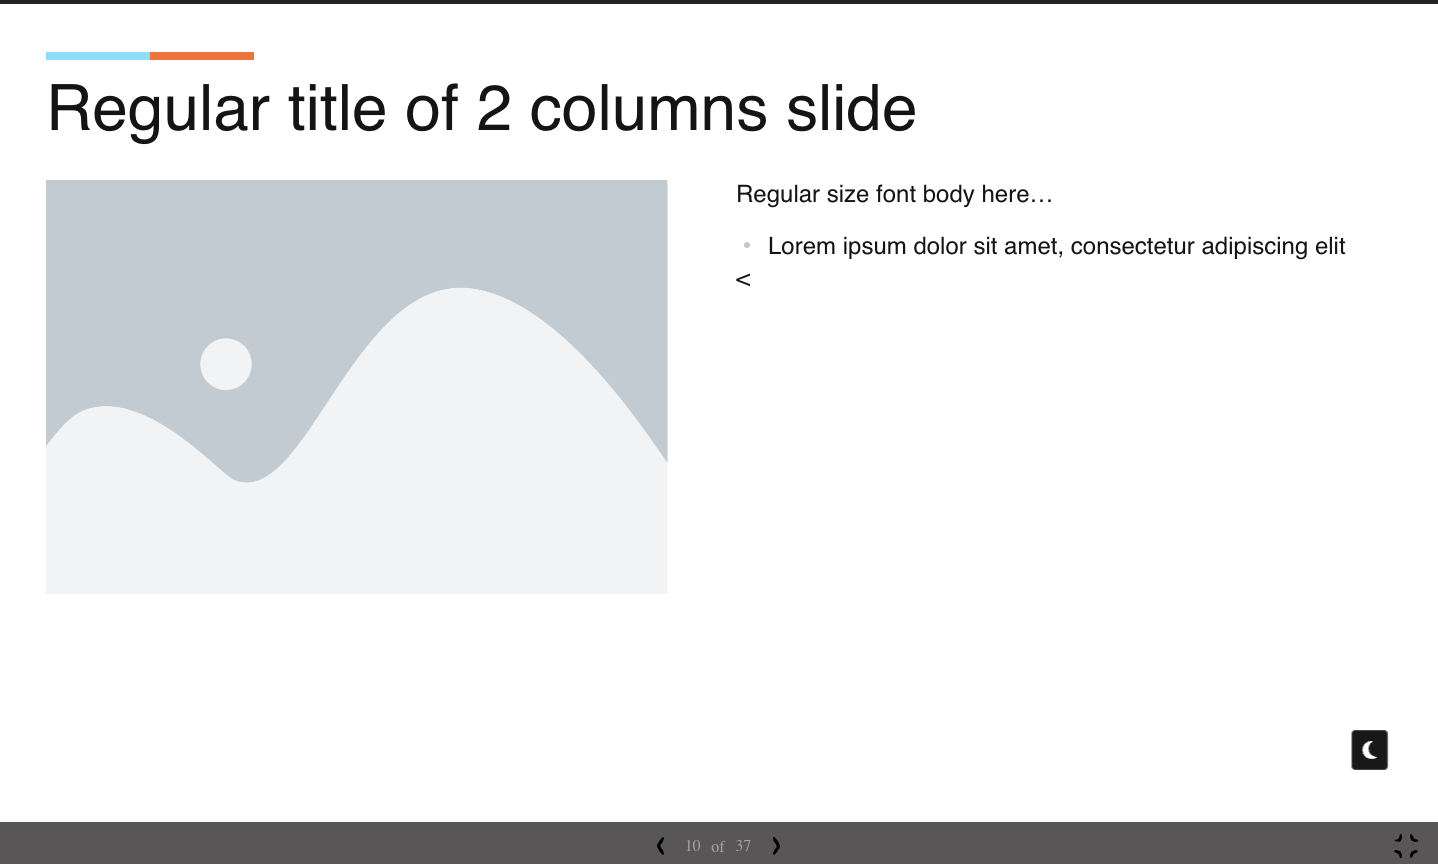 Regular title of 2 columns slide
Regular size font body here…
• Lorem ipsum dolor sit amet, consectetur adipiscing elit
<
10 of 37